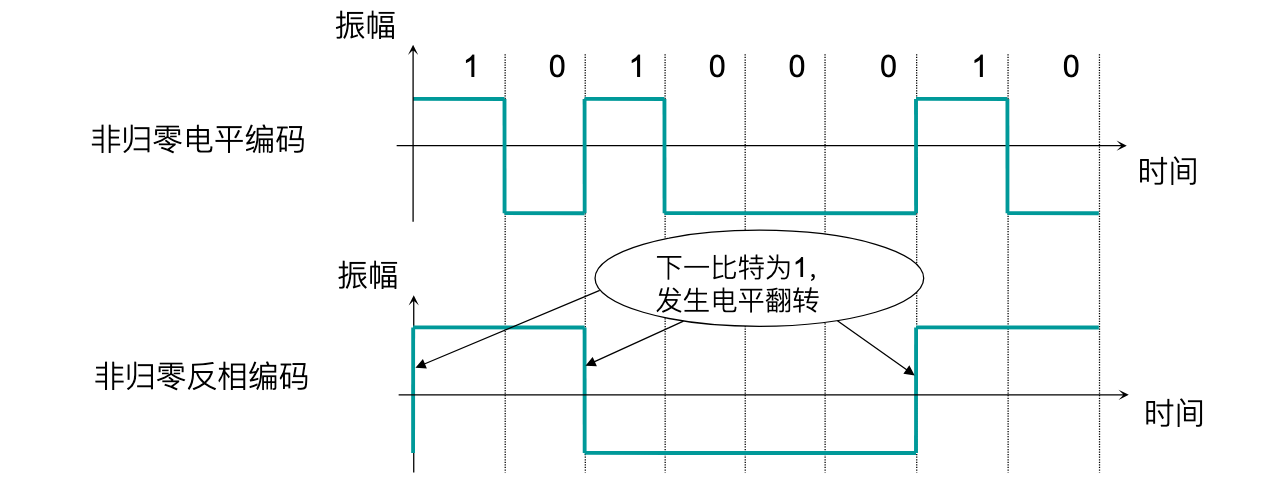 振幅
1 0 1 0 0 0 1 0
非归零电平编码
时间
振幅
下一比特为1,
发生电平翻转
非归零反相编码
时间